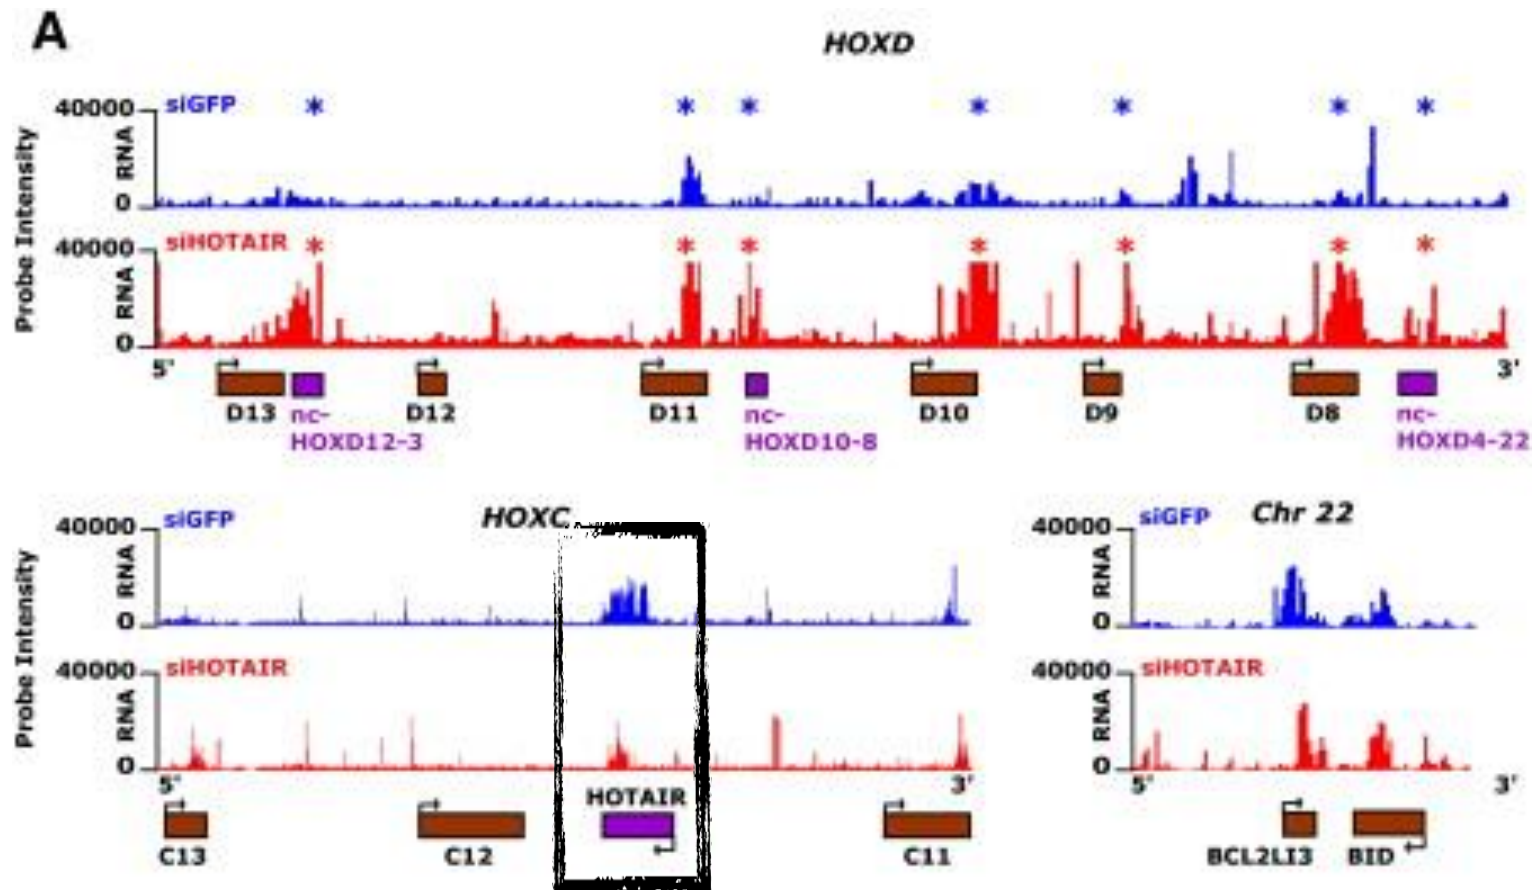 A
HOXD
siGFP * * * * * * *
40000
RNA
0
siHOTAIR * * * * * * *
40000
RNA
0
Probe Intensity
5' 3'
D13 nc-HOXD12-3 D12 D11 nc-HOXD10-8 D10 D9 D8 nc-HOXD4-22
HOXC
siGFP
40000
RNA
0
siHOTAIR
40000
RNA
0
Probe Intensity
5' 3'
HOTAIR
C13 C12 C11
Chr 22
siGFP
40000
RNA
0
siHOTAIR
40000
RNA
0
5' 3'
BCL2LI3 BID